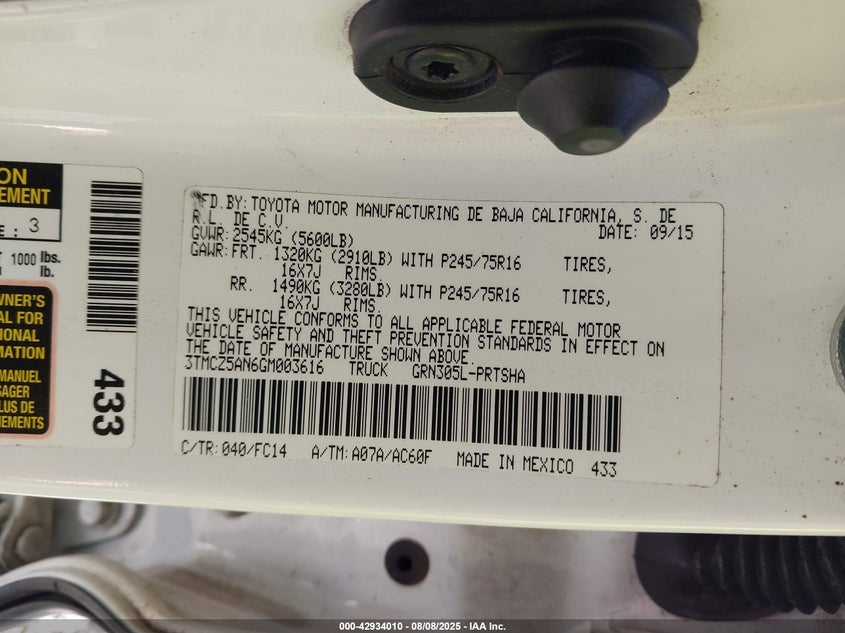 ON
EMENT
E : 3
T 1000 lbs.
lb.
OWNER'S
AL FOR
IONAL
MATION
MANUEL
SAGER
LUS DE
NEMENTS
433
MFD.BY:TOYOTA MOTOR MANUFACTURING DE BAJA CALIFORNIA, S. DE
R.L. DE C.V. DATE: 09/15
GVWR:2545KG (5600LB)
GAWR:FRT. 1320KG (2910LB) WITH P245/75R16 TIRES,
16X7J RIMS.
RR. 1490KG (3280LB) WITH P245/75R16 TIRES,
16X7J RIMS.
THIS VEHICLE CONFORMS TO ALL APPLICABLE FEDERAL MOTOR
VEHICLE SAFETY AND THEFT PREVENTION STANDARDS IN EFFECT ON
THE DATE OF MANUFACTURE SHOWN ABOVE.
3TMCZ5AN6GM003616 TRUCK GRN305L-PRTSHA
C/TR:040/FC14 A/TM:A07A/AC60F MADE IN MEXICO 433
000-42934010 - 08/08/2025 - IAA Inc.